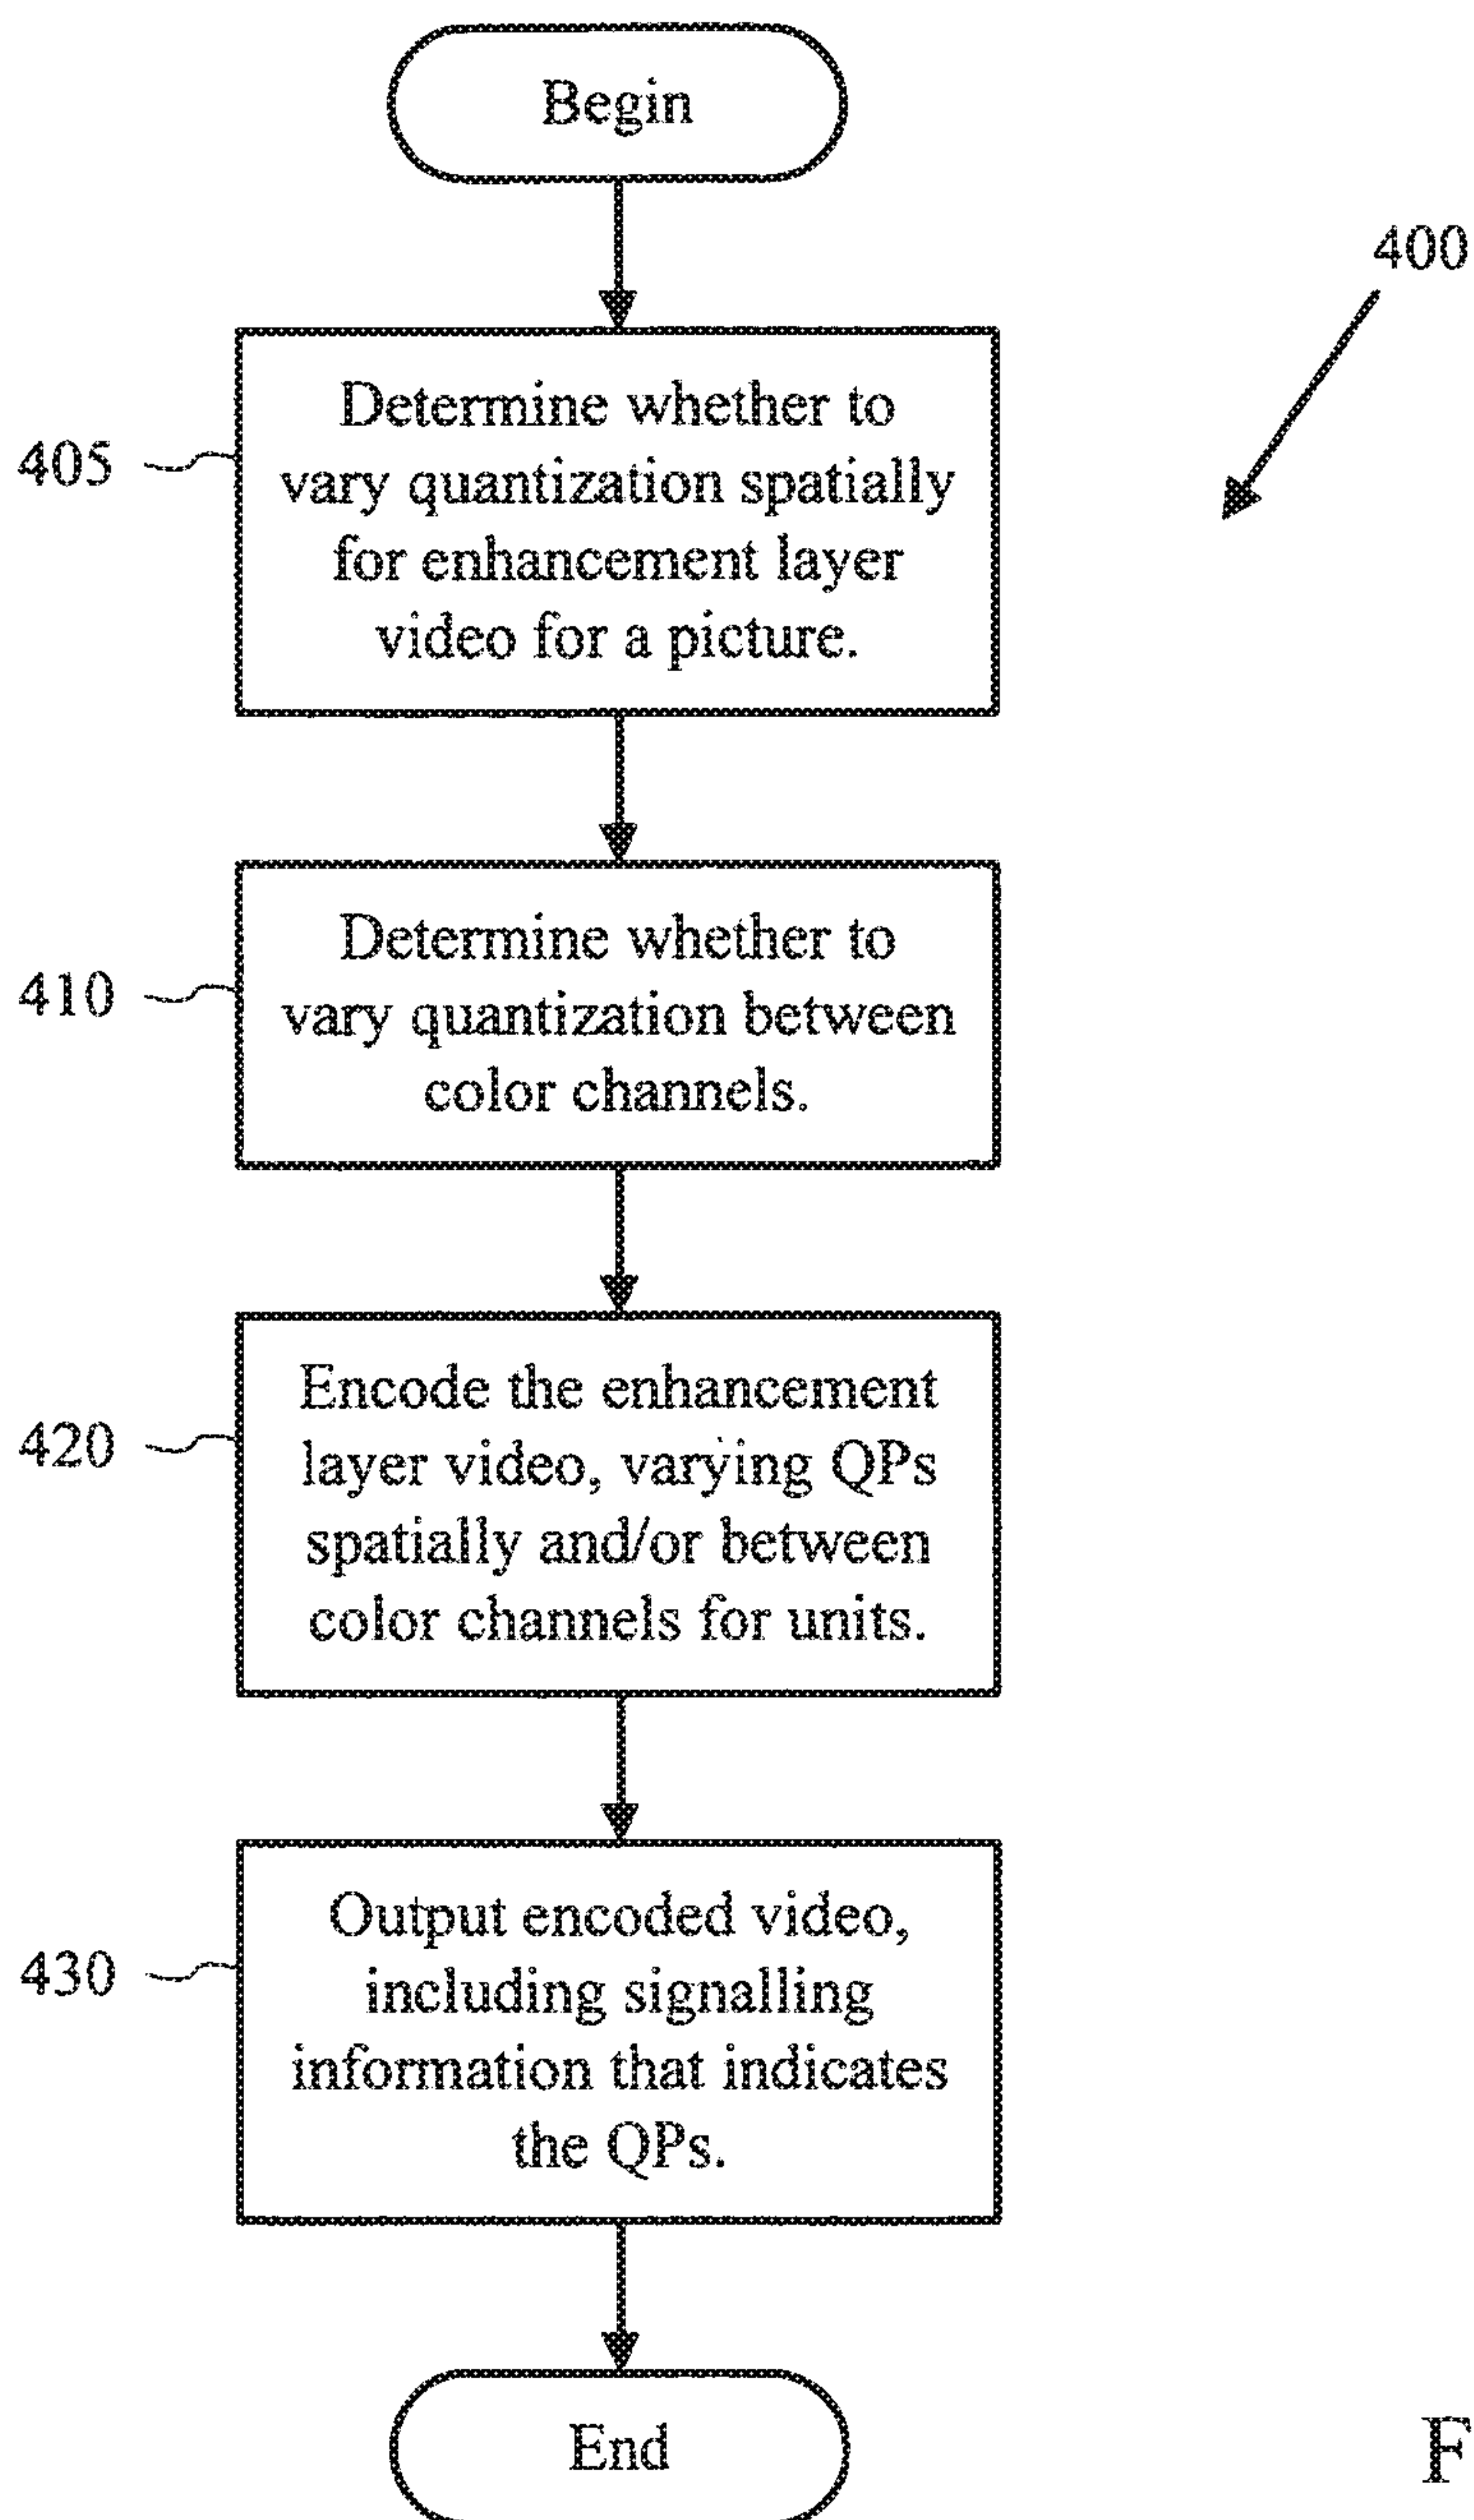 Begin
400
405
Determine whether to
vary quantization spatially
for enhancement layer
video for a picture.
410
Determine whether to
vary quantization between
color channels.
420
Encode the enhancement
layer video, varying QPs
spatially and/or between
color channels for units.
430
Output encoded video,
including signalling
information that indicates
the QPs.
End
F